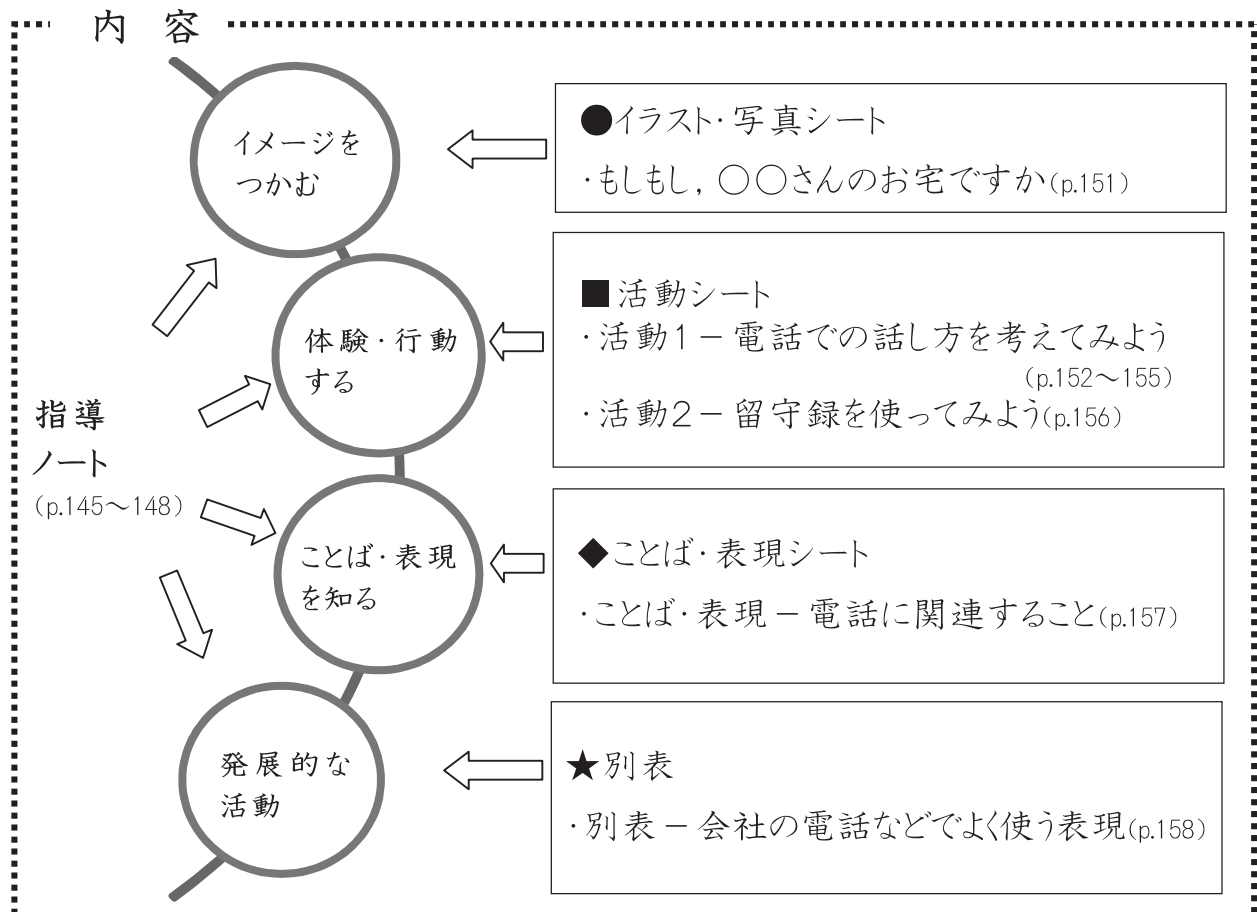 内 容
イメージを
つかむ
●イラスト・写真シート
・もしもし，○○さんのお宅ですか(p.151)
体験・行動
する
■活動シート
・活動1－電話での話し方を考えてみよう
(p.152～155)
・活動2－留守録を使ってみよう(p.156)
指導
ノート
(p.145～148)
ことば・表現
を知る
◆ことば・表現シート
・ことば・表現－電話に関連すること(p.157)
発展的な
活動
★別表
・別表－会社の電話などでよく使う表現(p.158)